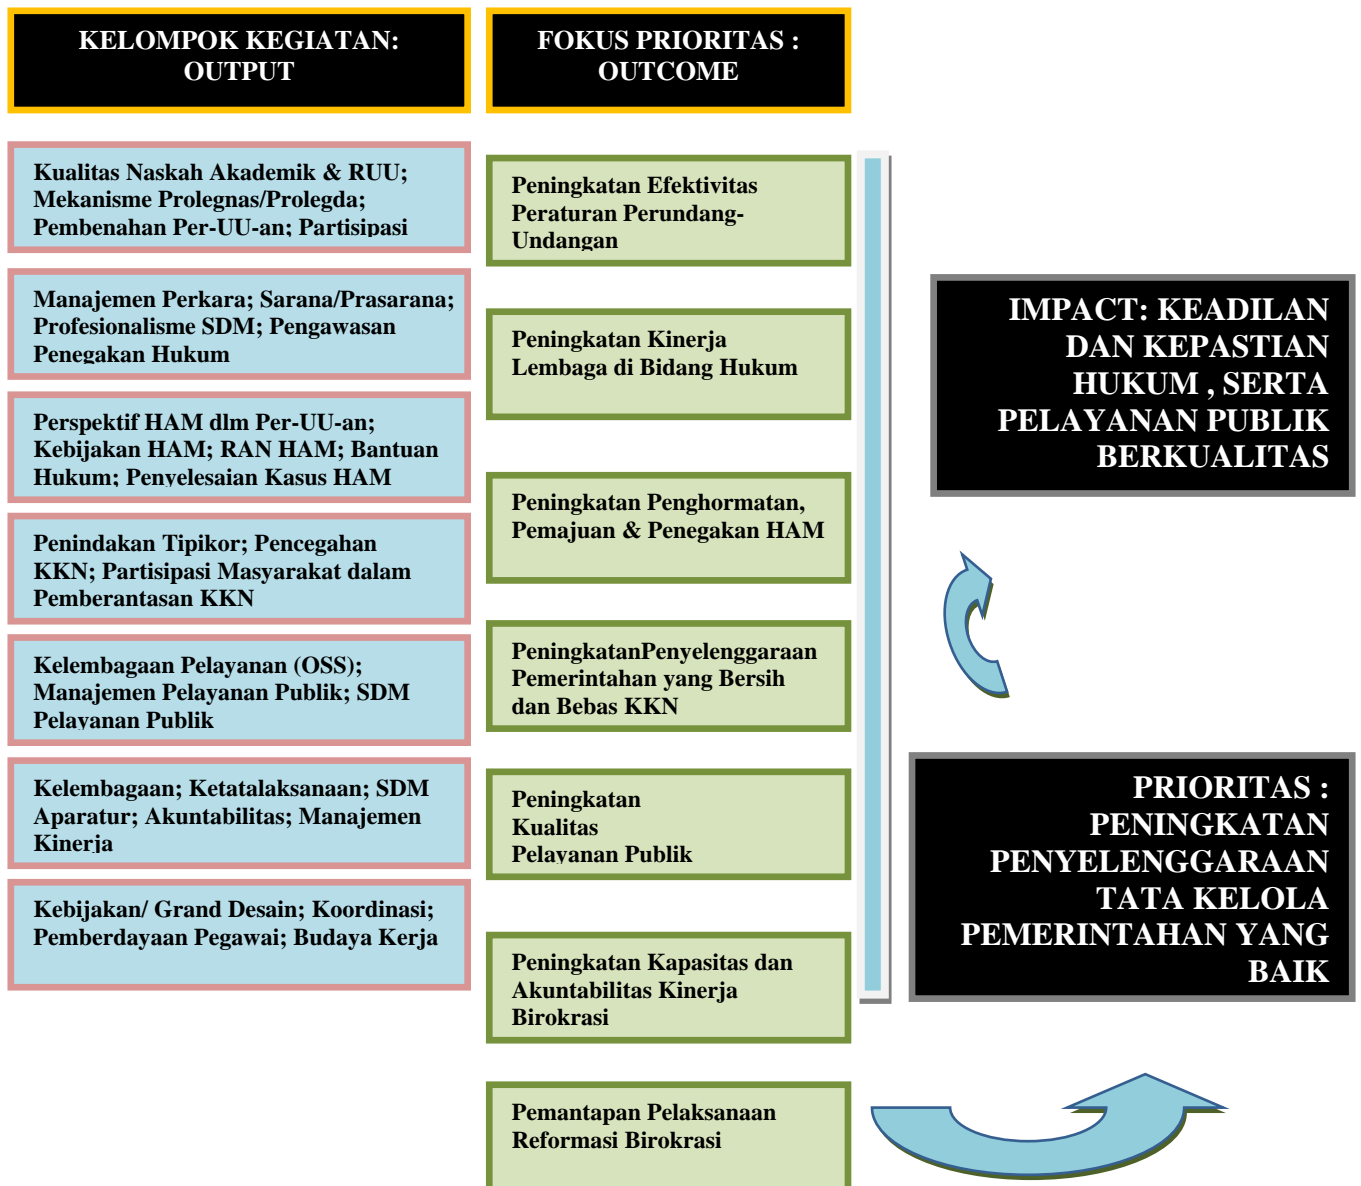 KELOMPOK KEGIATAN:
OUTPUT
FOKUS PRIORITAS :
OUTCOME
Kualitas Naskah Akademik & RUU;
Mekanisme Prolegnas/Prolegda;
Pembenahan Per-UU-an; Partisipasi
Manajemen Perkara; Sarana/Prasarana;
Profesionalisme SDM; Pengawasan
Penegakan Hukum
Perspektif HAM dlm Per-UU-an;
Kebijakan HAM; RAN HAM; Bantuan
Hukum; Penyelesaian Kasus HAM
Penindakan Tipikor; Pencegahan
KKN; Partisipasi Masyarakat dalam
Pemberantasan KKN
Kelembagaan Pelayanan (OSS);
Manajemen Pelayanan Publik; SDM
Pelayanan Publik
Kelembagaan; Ketatalaksanaan; SDM
Aparatur; Akuntabilitas; Manajemen
Kinerja
Kebijakan/ Grand Desain; Koordinasi;
Pemberdayaan Pegawai; Budaya Kerja
Peningkatan Efektivitas
Peraturan Perundang-
Undangan
Peningkatan Kinerja
Lembaga di Bidang Hukum
Peningkatan Penghormatan,
Pemajuan & Penegakan HAM
PeningkatanPenyelenggaraan
Pemerintahan yang Bersih
dan Bebas KKN
Peningkatan
Kualitas
Pelayanan Publik
Peningkatan Kapasitas dan
Akuntabilitas Kinerja
Birokrasi
Pemantapan Pelaksanaan
Reformasi Birokrasi
IMPACT: KEADILAN
DAN KEPASTIAN
HUKUM , SERTA
PELAYANAN PUBLIK
BERKUALITAS
PRIORITAS :
PENINGKATAN
PENYELENGGARAAN
TATA KELOLA
PEMERINTAHAN YANG
BAIK